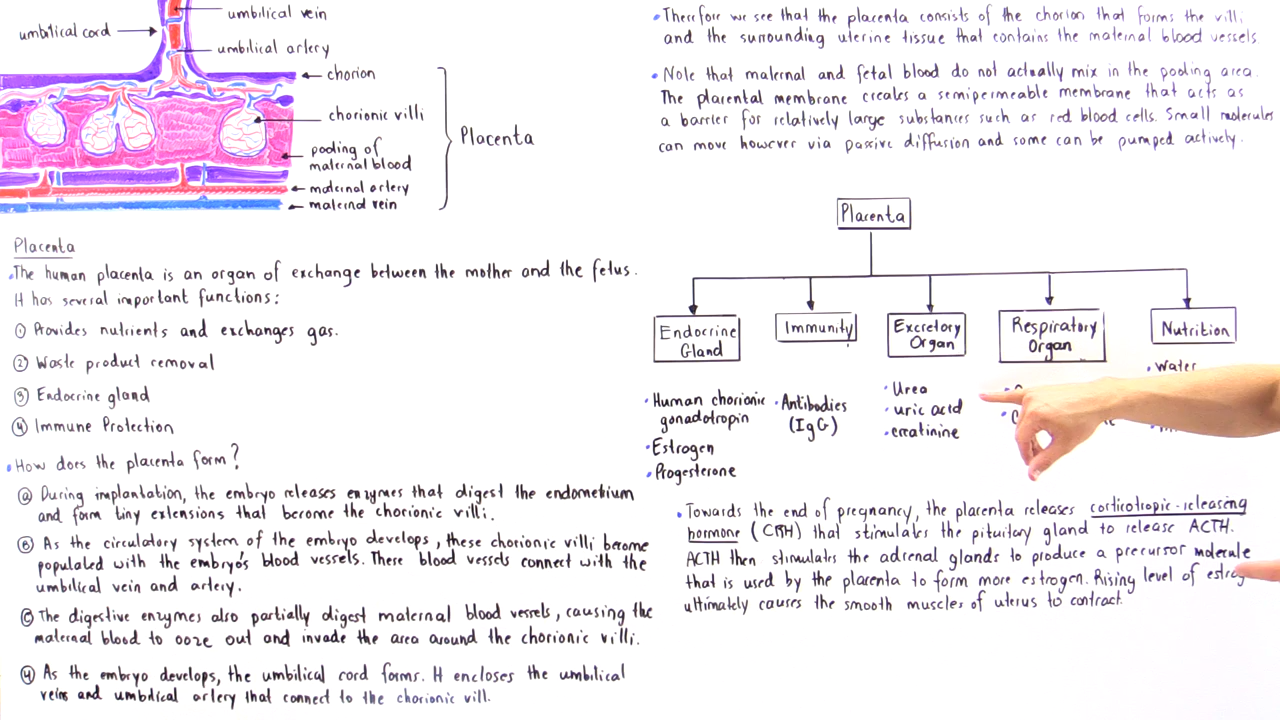 umbilical vein
umbilical cord
umbilical artery
chorion
chorionic villi
Placenta
pooling of
maternal blood
maternal artery
maternal vein
Placenta
•The human placenta is an organ of exchange between the mother and the fetus.
It has several important functions:
① Provides nutrients and exchanges gas.
② Waste product removal
③ Endocrine gland
④ Immune Protection
•How does the placenta form?
ⓐ During implantation, the embryo releases enzymes that digest the endometium
and form tiny extensions that become the chorionic villi.
ⓑ As the circulatory system of the embryo develops, these chorionic villi become
populated with the embryo's blood vessels. These blood vessels connect with the
umbilical vein and artery.
ⓒ The digestive enzymes also partially digest maternal blood vessels, causing the
maternal blood to ooze out and invade the area around the chorionic villi.
④ As the embryo develops, the umbilical cord forms. It encloses the umbilical
veins and umbilical artery that connect to the chorionic vill.
•Therefore we see that the placenta consists of the chorion that forms the villi
and the surrounding uterine tissue that contains the maternal blood vessels.
•Note that maternal and fetal blood do not actually mix in the pooling area.
The placental membrane creates a semipermeable membrane that acts as
a barrier for relatively large substances such as red blood cells. Small molecules
can move however via passive diffusion and some can be pumped actively.
Placenta
Endocrine
Gland
Immunity
Excretory
Organ
Respiratory
Organ
Nutrition
•Human chorionic
gonadotropin
•Estrogen
•Progesterone
•Antibodies
(IgG)
•Urea
•uric acid
•creatinine
•Water
•Towards the end of pregnancy, the placenta releases corticotropic-releasing
hormone (CRH) that stimulates the pituitary gland to release ACTH.
ACTH then stimulates the adrenal glands to produce a precursor molecule
that is used by the placenta to form more estrogen. Rising level of
ultimately causes the smooth muscles of uterus to contract.